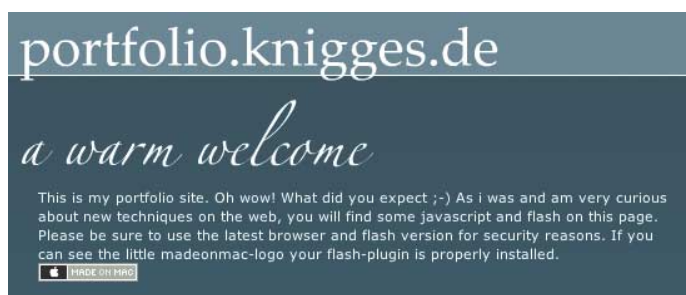 portfolio.knigges.de
a warm welcome
This is my portfolio site. Oh wow! What did you expect ;-) As i was and am very curious
about new techniques on the web, you will find some javascript and flash on this page.
Please be sure to use the latest browser and flash version for security reasons. If you
can see the little madeonmac-logo your flash-plugin is properly installed.
MADE ON MAC